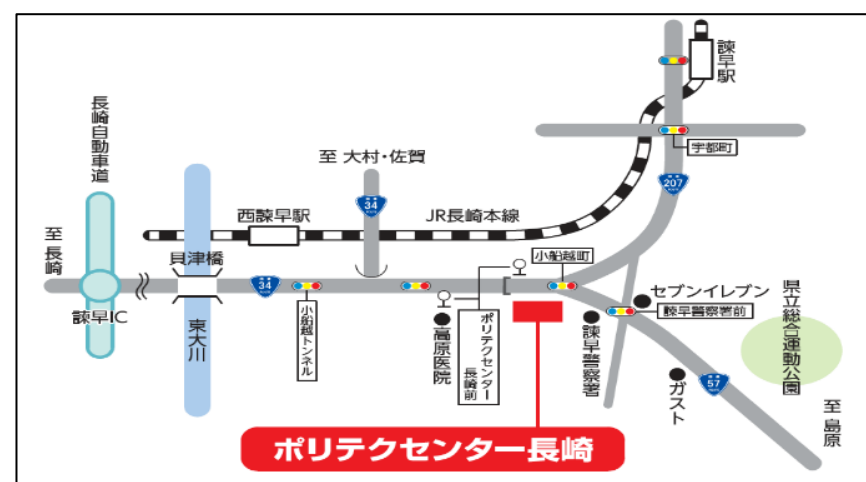 諫早駅
長崎自動車道
宇都町
至 大村・佐賀
207
34
西諫早駅
JR長崎本線
至 長崎
貝津橋
小船越町
セブンイレブン
県立総合運動公園
34
諫早IC
小船越トンネル
諫早警察署前
東大川
高原医院
ポリテクセンター
長崎前
諫早警察署
ガスト
57
至 島原
ポリテクセンター長崎